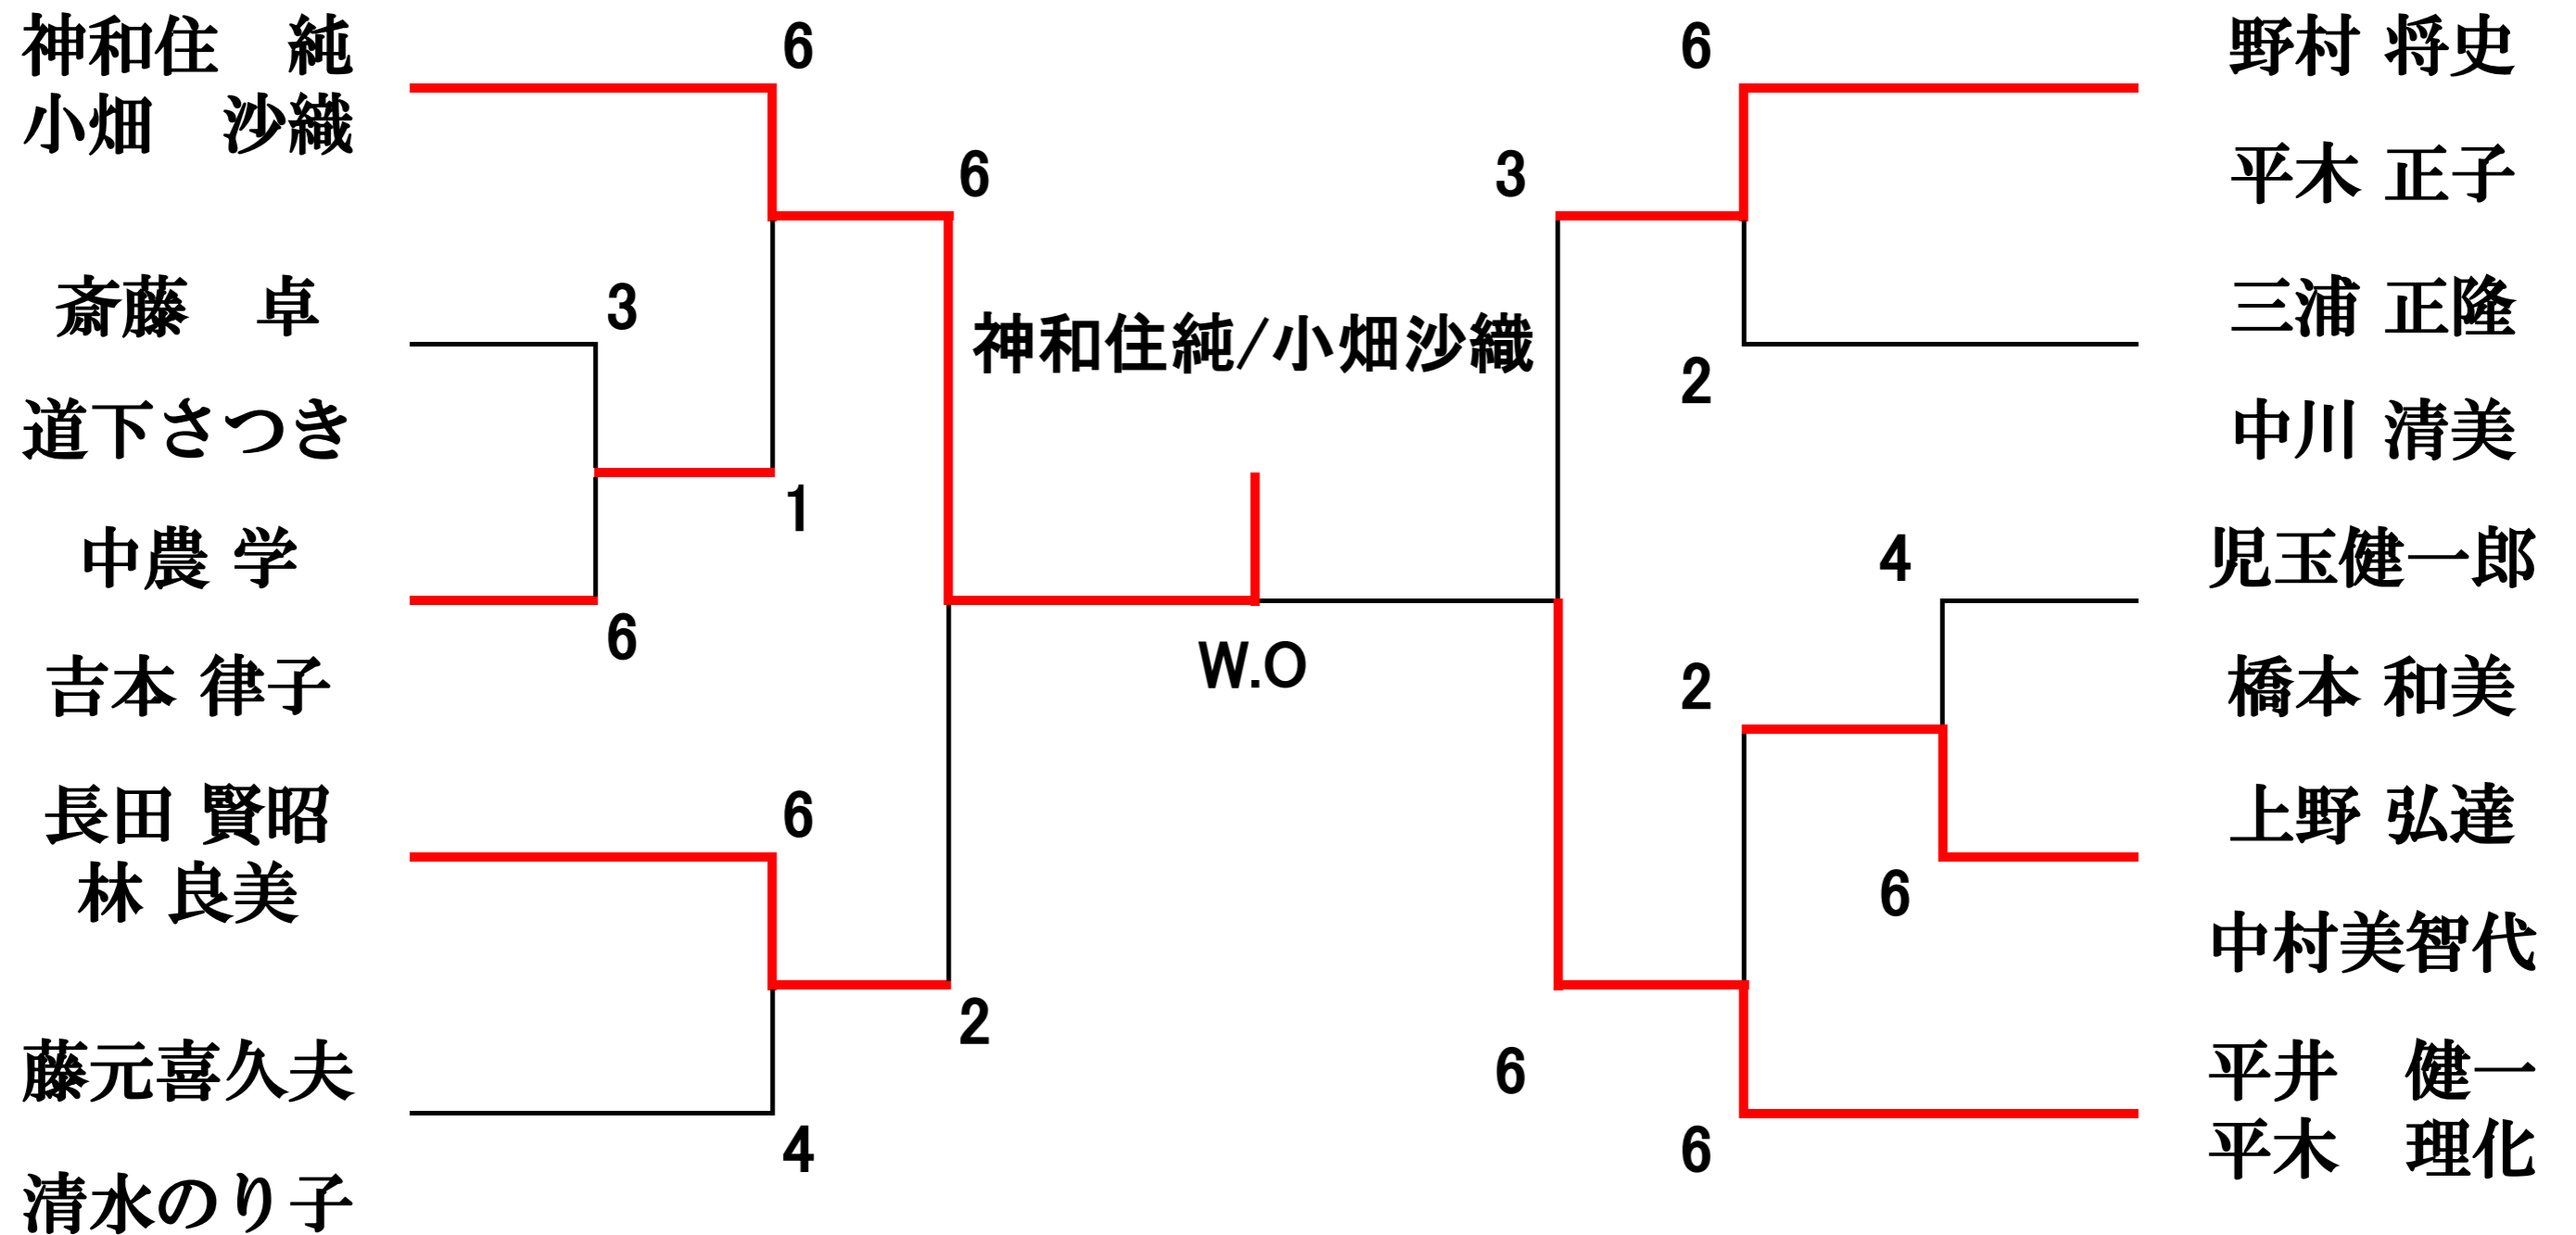 神和住　純
小畑　沙織
斎藤　卓
道下さつき
中農 学
吉本 律子
長田 賢昭
林 良美
藤元喜久夫
清水のり子
6
3
1
6
6
4
6
2
神和住純/小畑沙織
W.O
3
6
6
2
2
6
4
6
野村 将史
平木 正子
三浦 正隆
中川 清美
児玉健一郎
橋本 和美
上野 弘達
中村美智代
平井　健一
平木　理化